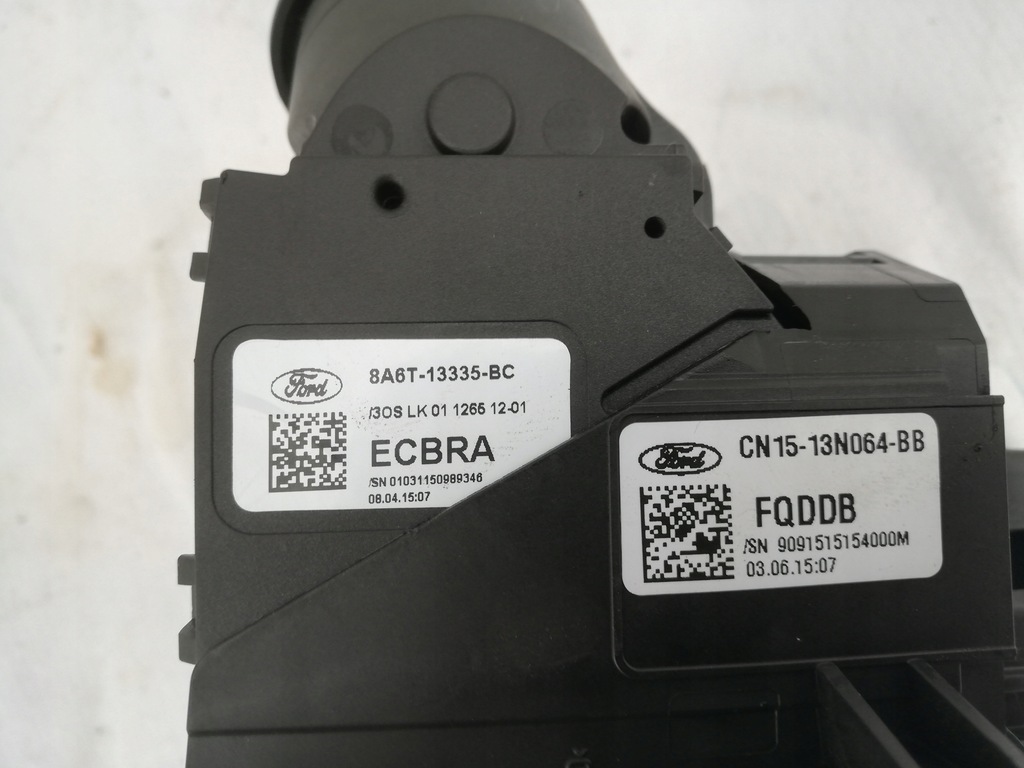 Ford
8A6T-13335-BC
/3OS LK 01 1265 12-01
ECBRA
/SN 01031150989346
08.04.15:07
Ford
CN15-13N064-BB
FQDDB
/SN 9091515154000M
03.06.15:07